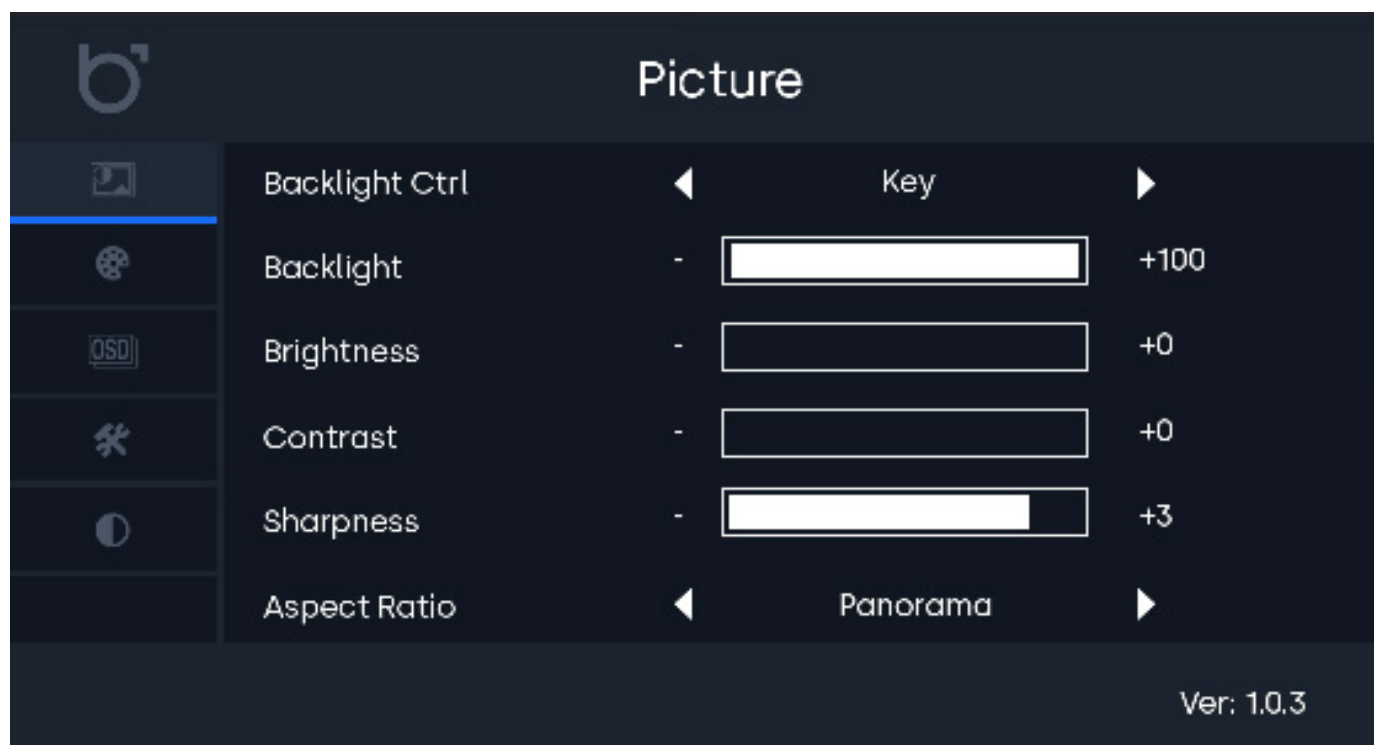 Picture
Backlight Ctrl Key
Backlight - +100
Brightness - +0
OSD
Contrast - +0
Sharpness - +3
Aspect Ratio Panorama
Ver: 1.0.3